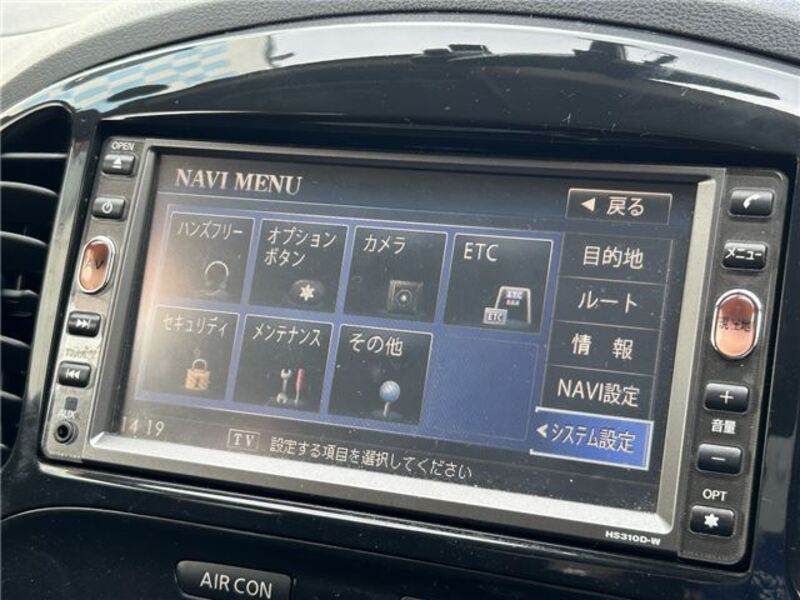 OPEN
NAVI MENU
戻る
ハンズフリー
オプション
ボタン
カメラ
ETC
目的地
メニュー
AV
ルート
現在地
セキュリティ
メンテナンス
その他
情 報
NAVI設定
システム設定
AUX
14 19
TV
設定する項目を選択してください
+
音量
−
OPT
HS310D-W
AIR CON